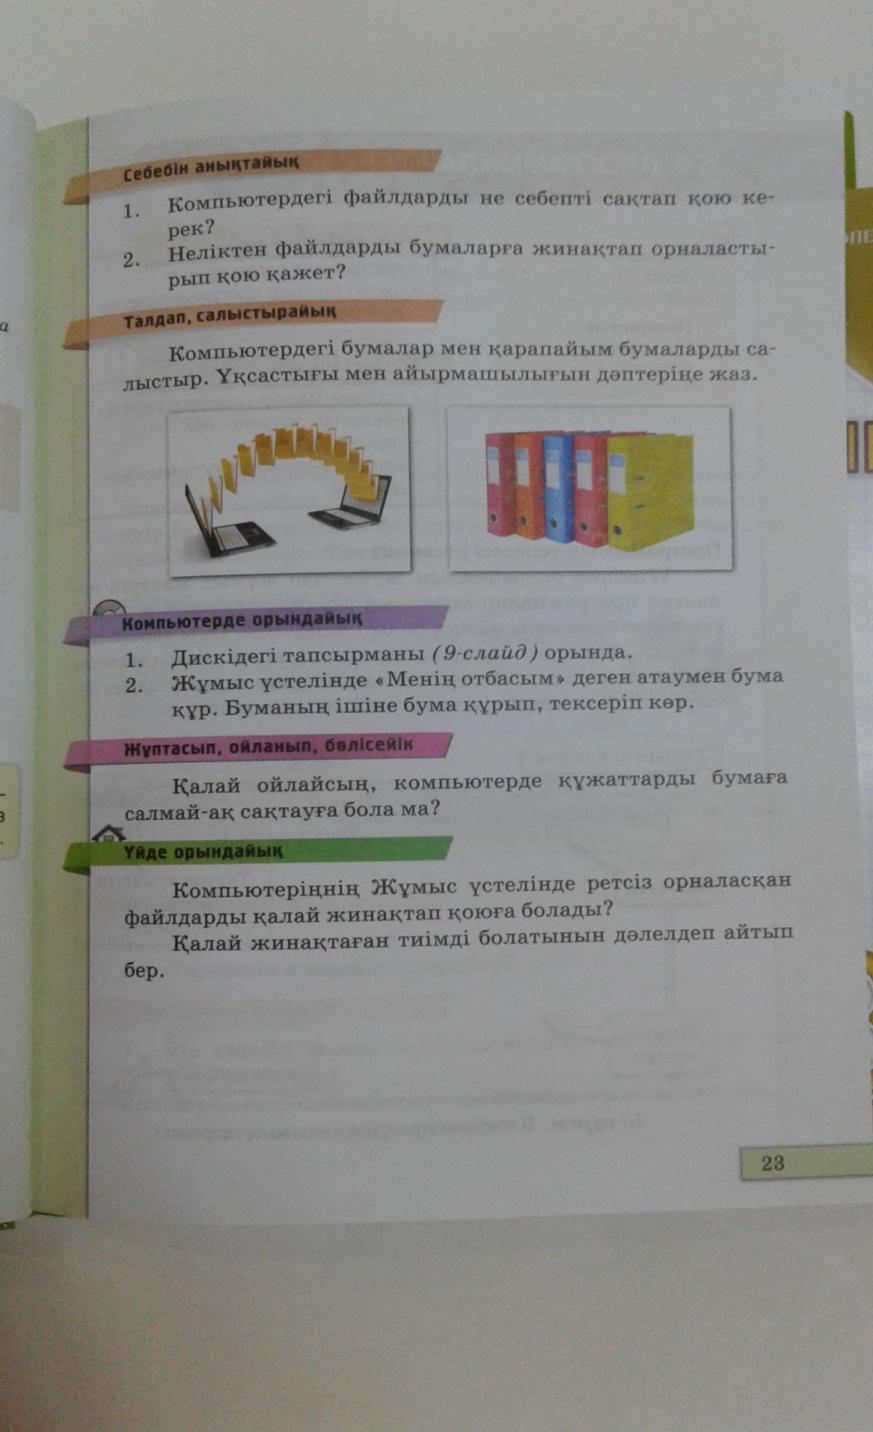 Себебін анықтайық
1. Компьютердегі файлдарды не себепті сақтап қою ке-
рек?
2. Неліктен файлдарды бумаларға жинақтап орналасты-
рып қою қажет?
Талдап, салыстырайық
Компьютердегі бумалар мен қарапайым бумаларды са-
лыстыр. Ұқсастығы мен айырмашылығын дәптеріңе жаз.
Компьютерде орындайық
1. Дискідегі тапсырманы (9-слайд) орында.
2. Жұмыс үстелінде «Менің отбасым» деген атаумен бума
құр. Буманың ішіне бума құрып, тексеріп көр.
Жұптасып, ойланып, бөлісейік
Қалай ойлайсың, компьютерде құжаттарды бумаға
салмай-ақ сақтауға бола ма?
Үйде орындайық
Компьютеріңнің Жұмыс үстелінде ретсіз орналасқан
файлдарды қалай жинақтап қоюға болады?
Қалай жинақтаған тиімді болатынын дәлелдеп айтып
бер.
23